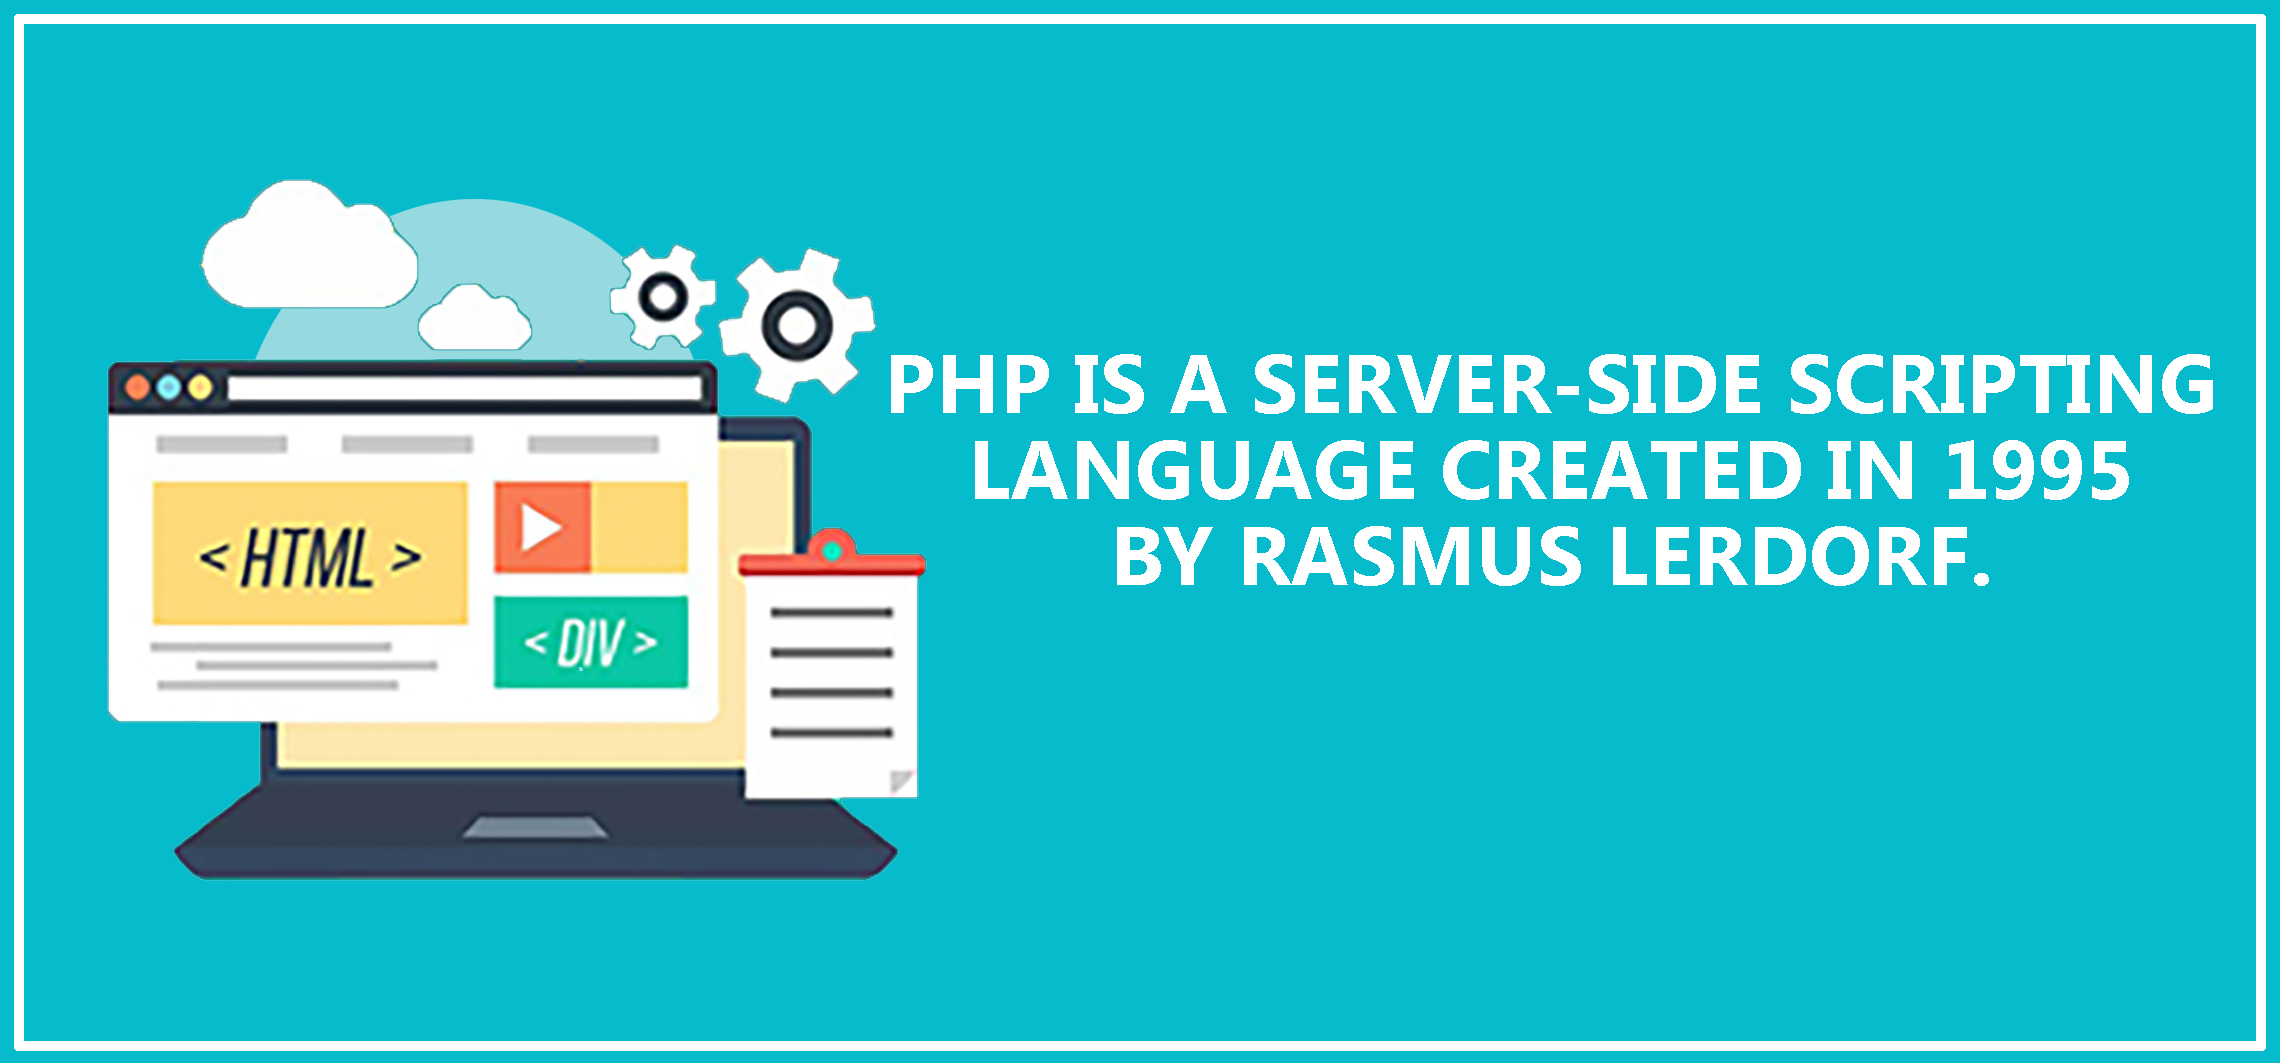 < HTML >
< DIV >
PHP IS A SERVER-SIDE SCRIPTING
LANGUAGE CREATED IN 1995
BY RASMUS LERDORF.